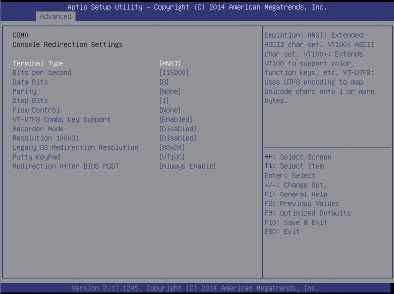 Aptio Setup Utility - Copyright (C) 2014 American Megatrends, Inc.
Advanced
COM0
Console Redirection Settings
Terminal Type [ANSI]
Bits per second [115200]
Data Bits [8]
Parity [None]
Stop Bits [1]
Flow Control [None]
VT-UTF8 Combo Key Support [Enabled]
Recorder Mode [Disabled]
Resolution 100x31 [Disabled]
Legacy OS Redirection Resolution [80x24]
Putty KeyPad [VT100]
Redirection After BIOS POST [Always Enable]
Emulation: ANSI: Extended
ASCII char set. VT100: ASCII
char set. VT100+: Extends
VT100 to support color,
function keys, etc. VT-UTF8:
Uses UTF8 encoding to map
Unicode chars onto 1 or more
bytes.
→←: Select Screen
↑↓: Select Item
Enter: Select
+/-: Change Opt.
F1: General Help
F2: Previous Values
F9: Optimized Defaults
F10: Save & Exit
ESC: Exit
Version 2.17.1245. Copyright (C) 2014 American Megatrends, Inc.